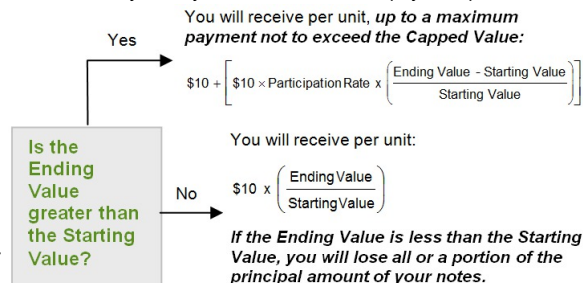 You will receive per unit, up to a maximum
payment not to exceed the Capped Value:
Yes
$10 + [ $10 × Participation Rate x ( Ending Value - Starting Value / Starting Value ) ]
Is the
Ending
Value
greater than
the Starting
Value?
No
You will receive per unit:
$10 x ( Ending Value / Starting Value )
If the Ending Value is less than the Starting
Value, you will lose all or a portion of the
principal amount of your notes.